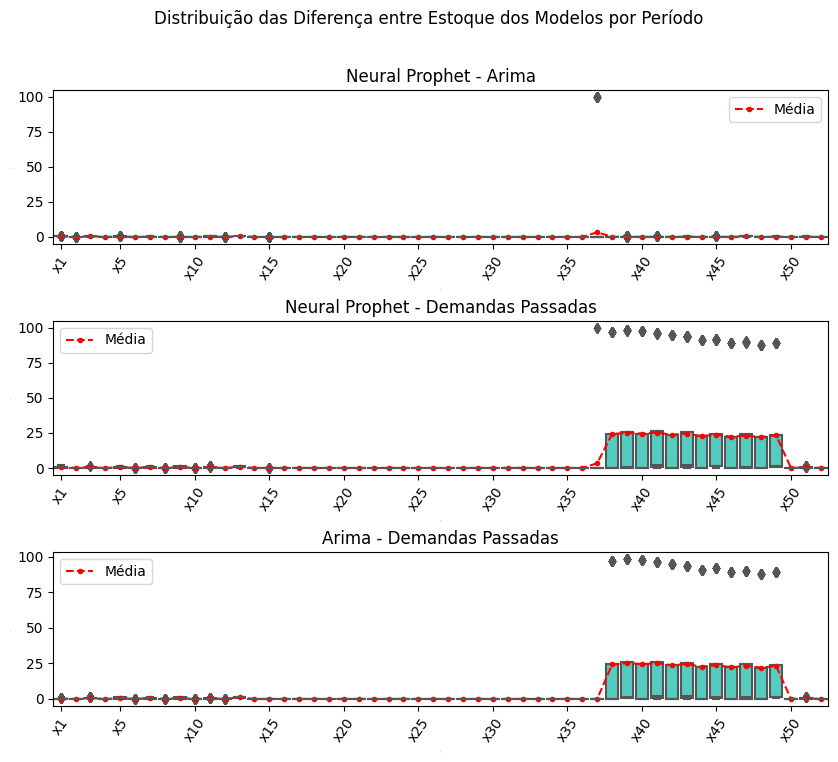 Distribuição das Diferença entre Estoque dos Modelos por Período
Neural Prophet - Arima
100
75
50
25
0
Média
x1 x5 x10 x15 x20 x25 x30 x35 x40 x45 x50
Neural Prophet - Demandas Passadas
100
75
50
25
0
Média
x1 x5 x10 x15 x20 x25 x30 x35 x40 x45 x50
Arima - Demandas Passadas
100
75
50
25
0
Média
x1 x5 x10 x15 x20 x25 x30 x35 x40 x45 x50